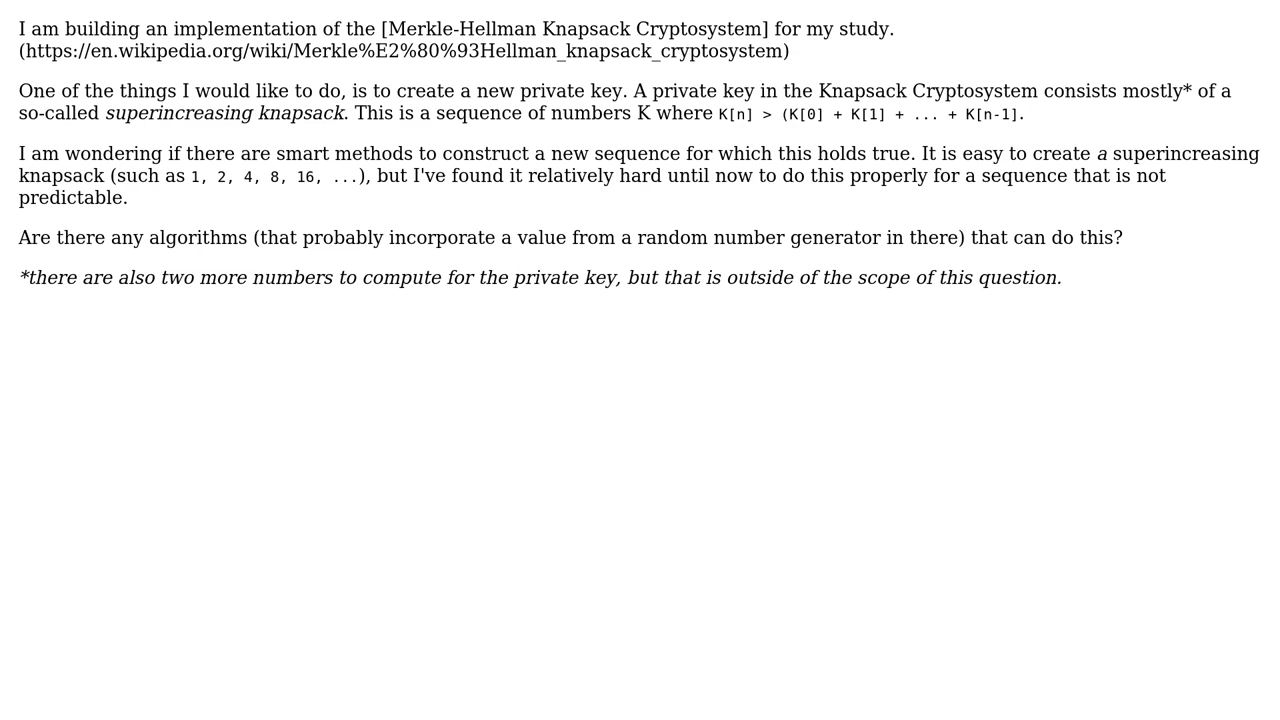 I am building an implementation of the [Merkle-Hellman Knapsack Cryptosystem] for my study.
(https://en.wikipedia.org/wiki/Merkle%E2%80%93Hellman_knapsack_cryptosystem)
One of the things I would like to do, is to create a new private key. A private key in the Knapsack Cryptosystem consists mostly* of a
so-called superincreasing knapsack. This is a sequence of numbers K where K[n] > (K[0] + K[1] + ... + K[n-1].
I am wondering if there are smart methods to construct a new sequence for which this holds true. It is easy to create a superincreasing
knapsack (such as 1, 2, 4, 8, 16, ...), but I've found it relatively hard until now to do this properly for a sequence that is not
predictable.
Are there any algorithms (that probably incorporate a value from a random number generator in there) that can do this?
*there are also two more numbers to compute for the private key, but that is outside of the scope of this question.